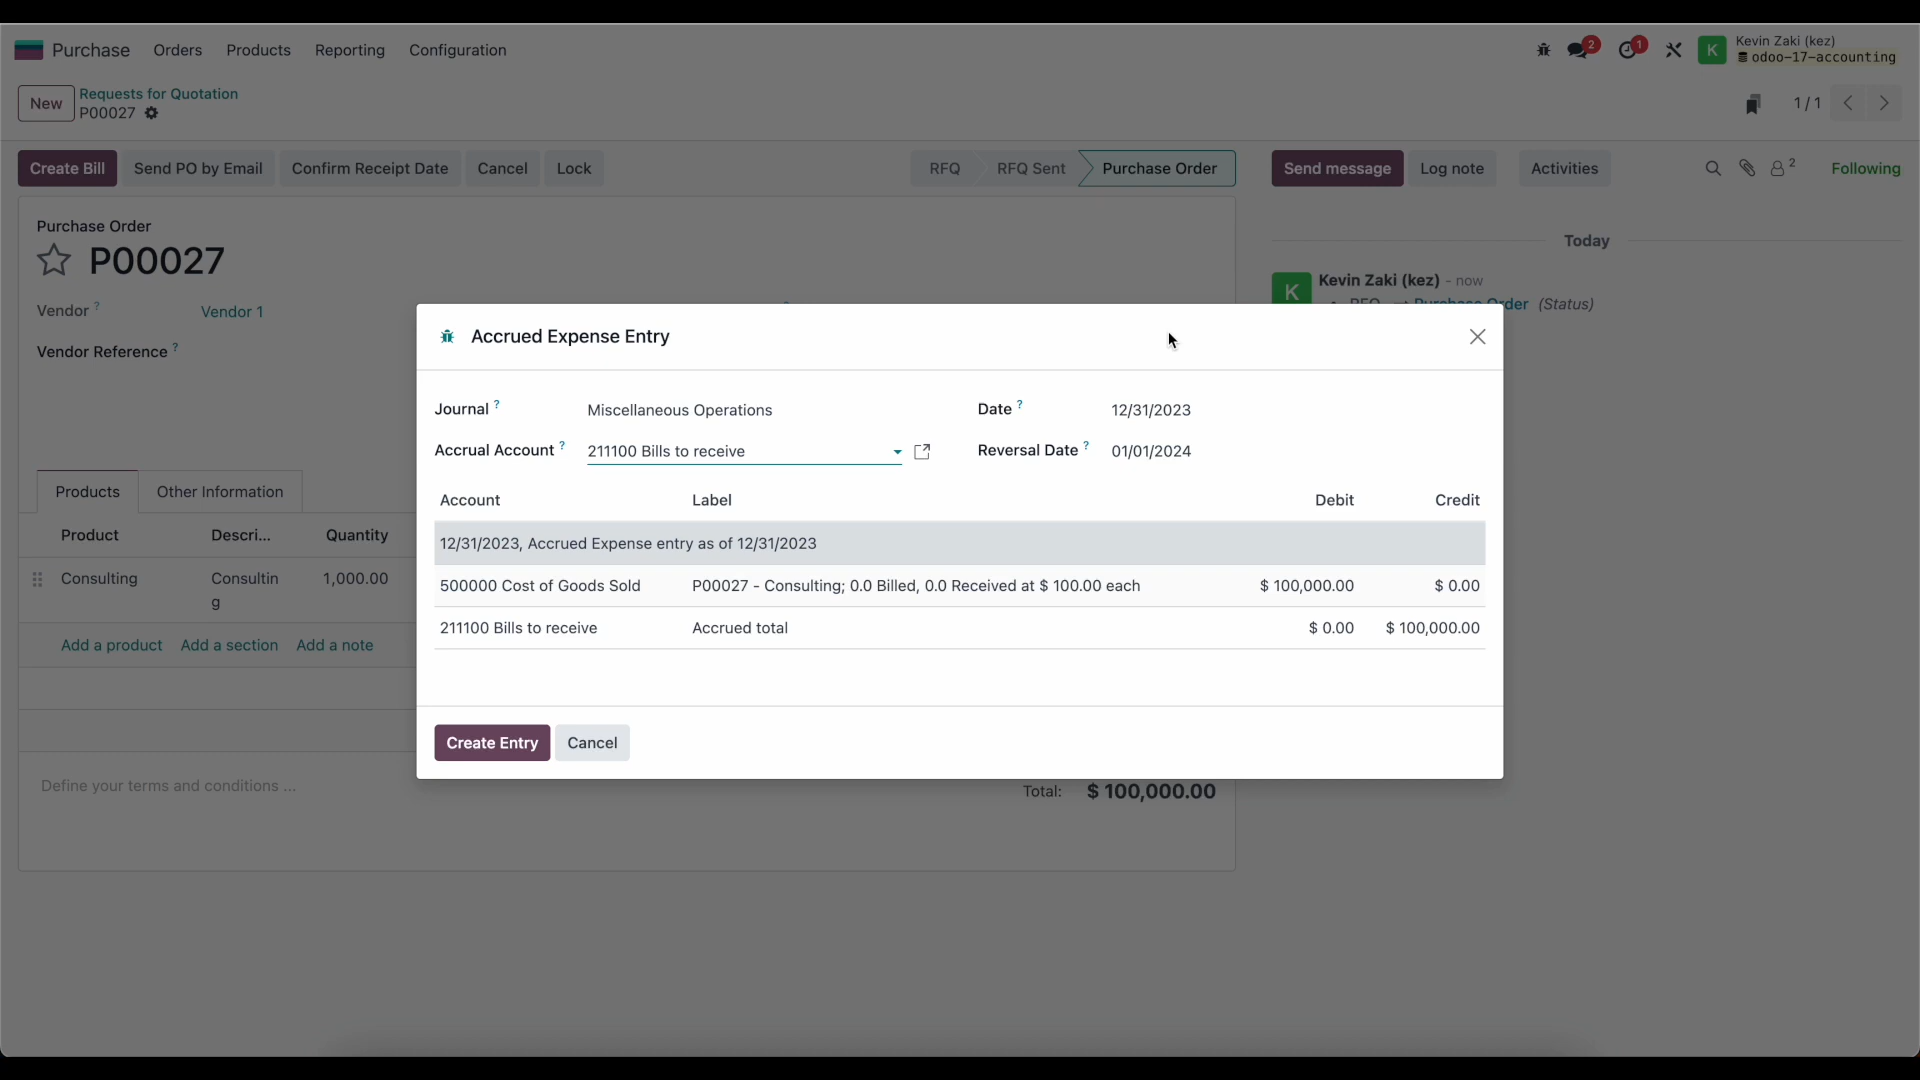 Purchase Orders Products Reporting Configuration
2 1 K Kevin Zaki (kez)
odoo-17-accounting
New Requests for Quotation
P00027 1 / 1
Create Bill Send PO by Email Confirm Receipt Date Cancel Lock RFQ RFQ Sent Purchase Order Send message Log note Activities 2 Following
Purchase Order
P00027
Today
Vendor ? Vendor 1
K Kevin Zaki (kez) - now
RFQ → Purchase Order (Status)
Vendor Reference ?
Accrued Expense Entry
Journal ? Miscellaneous Operations Date ? 12/31/2023
Accrual Account ? 211100 Bills to receive Reversal Date ? 01/01/2024
Products Other Information
Account Label Debit Credit
Product Descri... Quantity
12/31/2023, Accrued Expense entry as of 12/31/2023
Consulting Consultin 1,000.00
g
500000 Cost of Goods Sold P00027 - Consulting; 0.0 Billed, 0.0 Received at $ 100.00 each $ 100,000.00 $ 0.00
211100 Bills to receive Accrued total $ 0.00 $ 100,000.00
Add a product Add a section Add a note
Create Entry Cancel
Define your terms and conditions ...
Total: $ 100,000.00